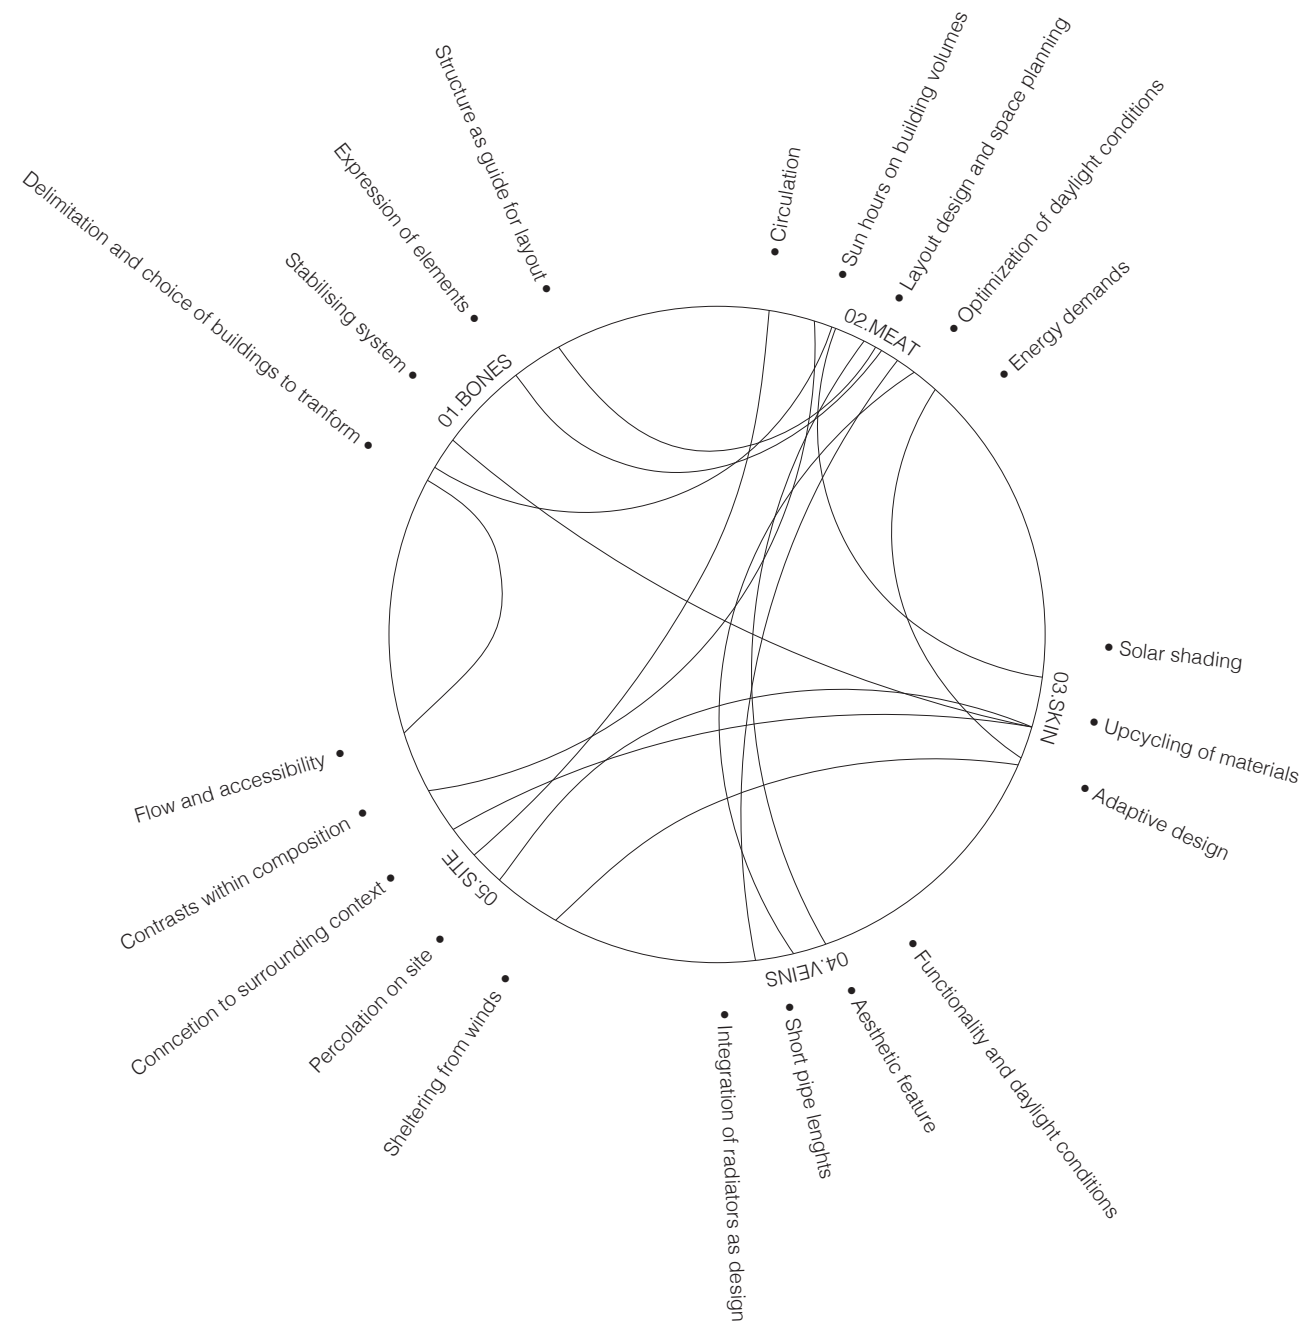 01.BONES
Delimitation and choice of buildings to tranform
Stabilising system
Expression of elements
Structure as guide for layout
02.MEAT
Circulation
Sun hours on building volumes
Layout design and space planning
Optimization of daylight conditions
Energy demands
03.SKIN
Solar shading
Upcycling of materials
Adaptive design
04.VEINS
Functionality and daylight conditions
Aesthetic feature
Short pipe lenghts
Integration of radiators as design
05.SITE
Sheltering from winds
Percolation on site
Conncetion to surrounding context
Contrasts within composition
Flow and accessibility